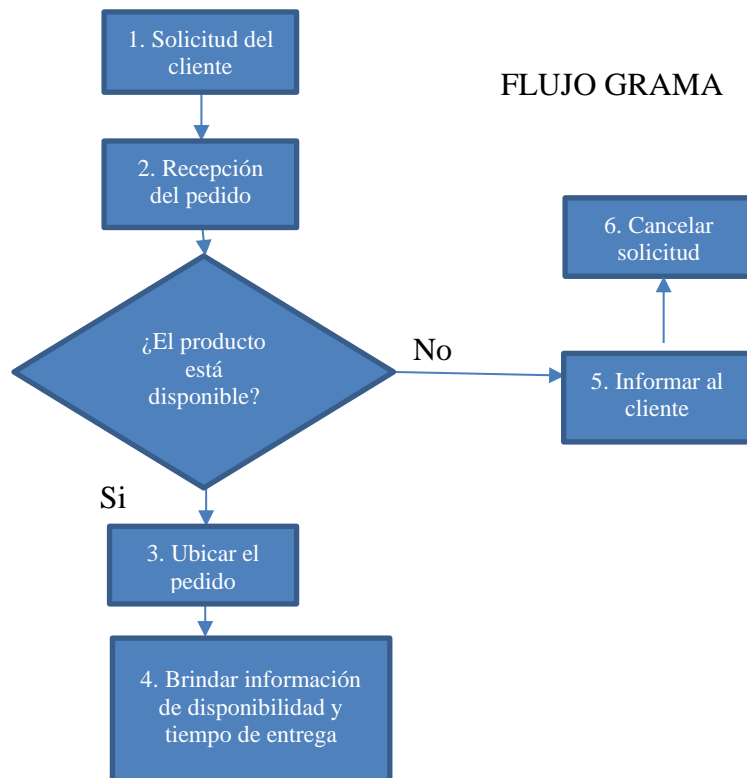 1. Solicitud del
cliente
FLUJO GRAMA
2. Recepción
del pedido
6. Cancelar
solicitud
¿El producto
está
disponible?
No
5. Informar al
cliente
Si
3. Ubicar el
pedido
4. Brindar información
de disponibilidad y
tiempo de entrega